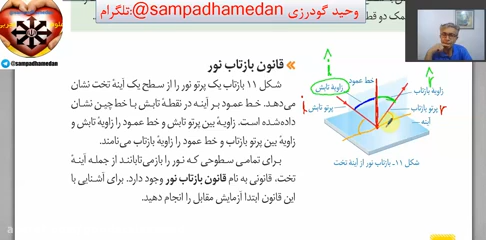 وحید گودرزی @sampadhamedan:تلگرام
@sampadhamedan
قانون بازتاب نور
شکل ۱۱ بازتاب یک پرتو نور را از سطح یک آینهٔ تخت نشان
می‌دهد. خط عمود بر آینه در نقطهٔ تابش با خط‌چین نشان
داده‌شده است. زاویهٔ بین پرتو تابش و خط عمود را زاویهٔ تابش و
زاویهٔ بین پرتو بازتاب و خط عمود را زاویهٔ بازتاب می‌نامند.
برای تمامی سطوحی که نور را بازمی‌تابانند از جمله آینهٔ
تخت، قانونی به نام قانون بازتاب نور وجود دارد. برای آشنایی با
این قانون ابتدا آزمایش مقابل را انجام دهید.
î
r̂
خط عمود
زاویهٔ تابش
زاویهٔ بازتاب
i پرتو تابش
پرتو بازتاب r
آینه
شکل ۱۱ـ بازتاب نور از آینهٔ تخت